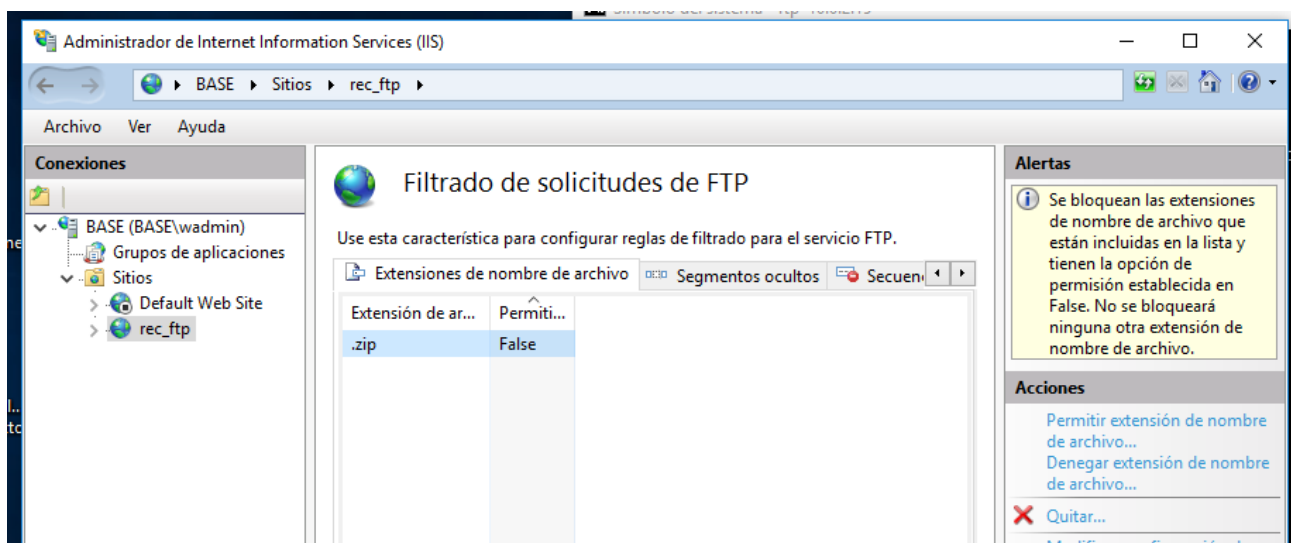 Administrador de Internet Information Services (IIS)
BASE Sitios rec_ftp
Archivo Ver Ayuda
Conexiones
BASE (BASE\wadmin)
Grupos de aplicaciones
Sitios
Default Web Site
rec_ftp
Filtrado de solicitudes de FTP
Use esta característica para configurar reglas de filtrado para el servicio FTP.
Extensiones de nombre de archivo Segmentos ocultos Secuen
Extensión de ar... Permiti...
.zip False
Alertas
Se bloquean las extensiones
de nombre de archivo que
están incluidas en la lista y
tienen la opción de
permisión establecida en
False. No se bloqueará
ninguna otra extensión de
nombre de archivo.
Acciones
Permitir extensión de nombre
de archivo...
Denegar extensión de nombre
de archivo...
Quitar...